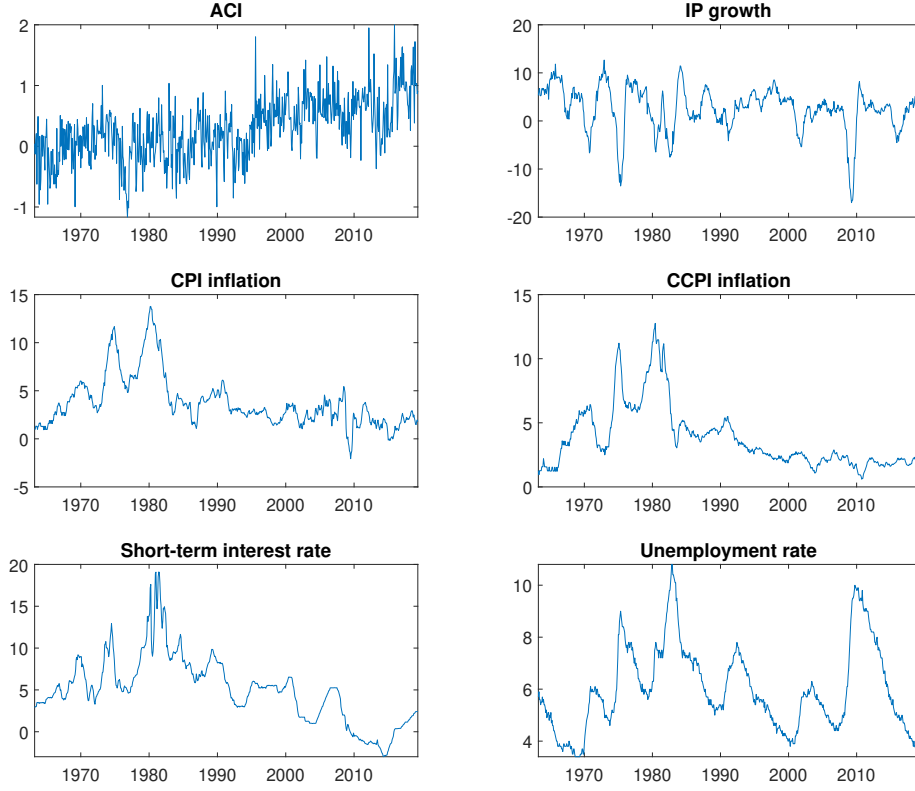 ACI
2
1
0
-1
1970 1980 1990 2000 2010
IP growth
20
10
0
-10
-20
1970 1980 1990 2000 2010
CPI inflation
15
10
5
0
-5
1970 1980 1990 2000 2010
CCPI inflation
15
10
5
0
1970 1980 1990 2000 2010
Short-term interest rate
20
15
10
5
0
1970 1980 1990 2000 2010
Unemployment rate
10
8
6
4
1970 1980 1990 2000 2010